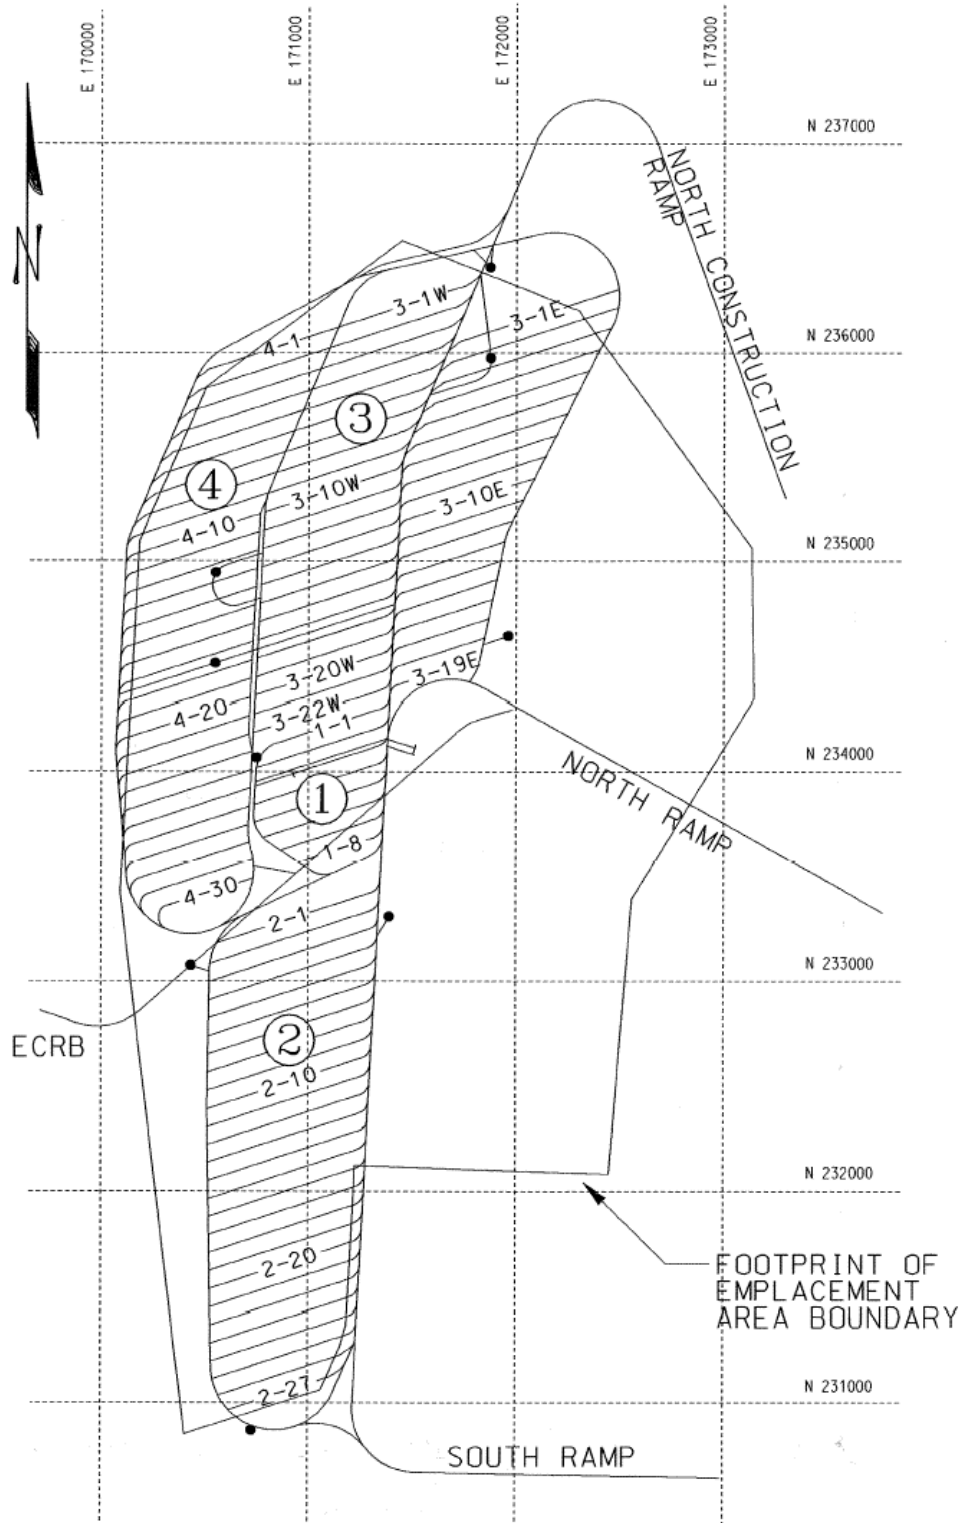 E 170000
E 171000
E 172000
E 173000
N 237000
N
NORTH CONSTRUCTION
RAMP
3-1W
3-1E
4-1
N 236000
3
4
3-10W
3-10E
4-10
N 235000
3-20W
3-19E
4-20
3-22W
1-1
N 234000
NORTH RAMP
1
1-8
4-30
2-1
N 233000
ECRB
2
2-10
N 232000
2-20
FOOTPRINT OF
EMPLACEMENT
AREA BOUNDARY
2-27
N 231000
SOUTH RAMP